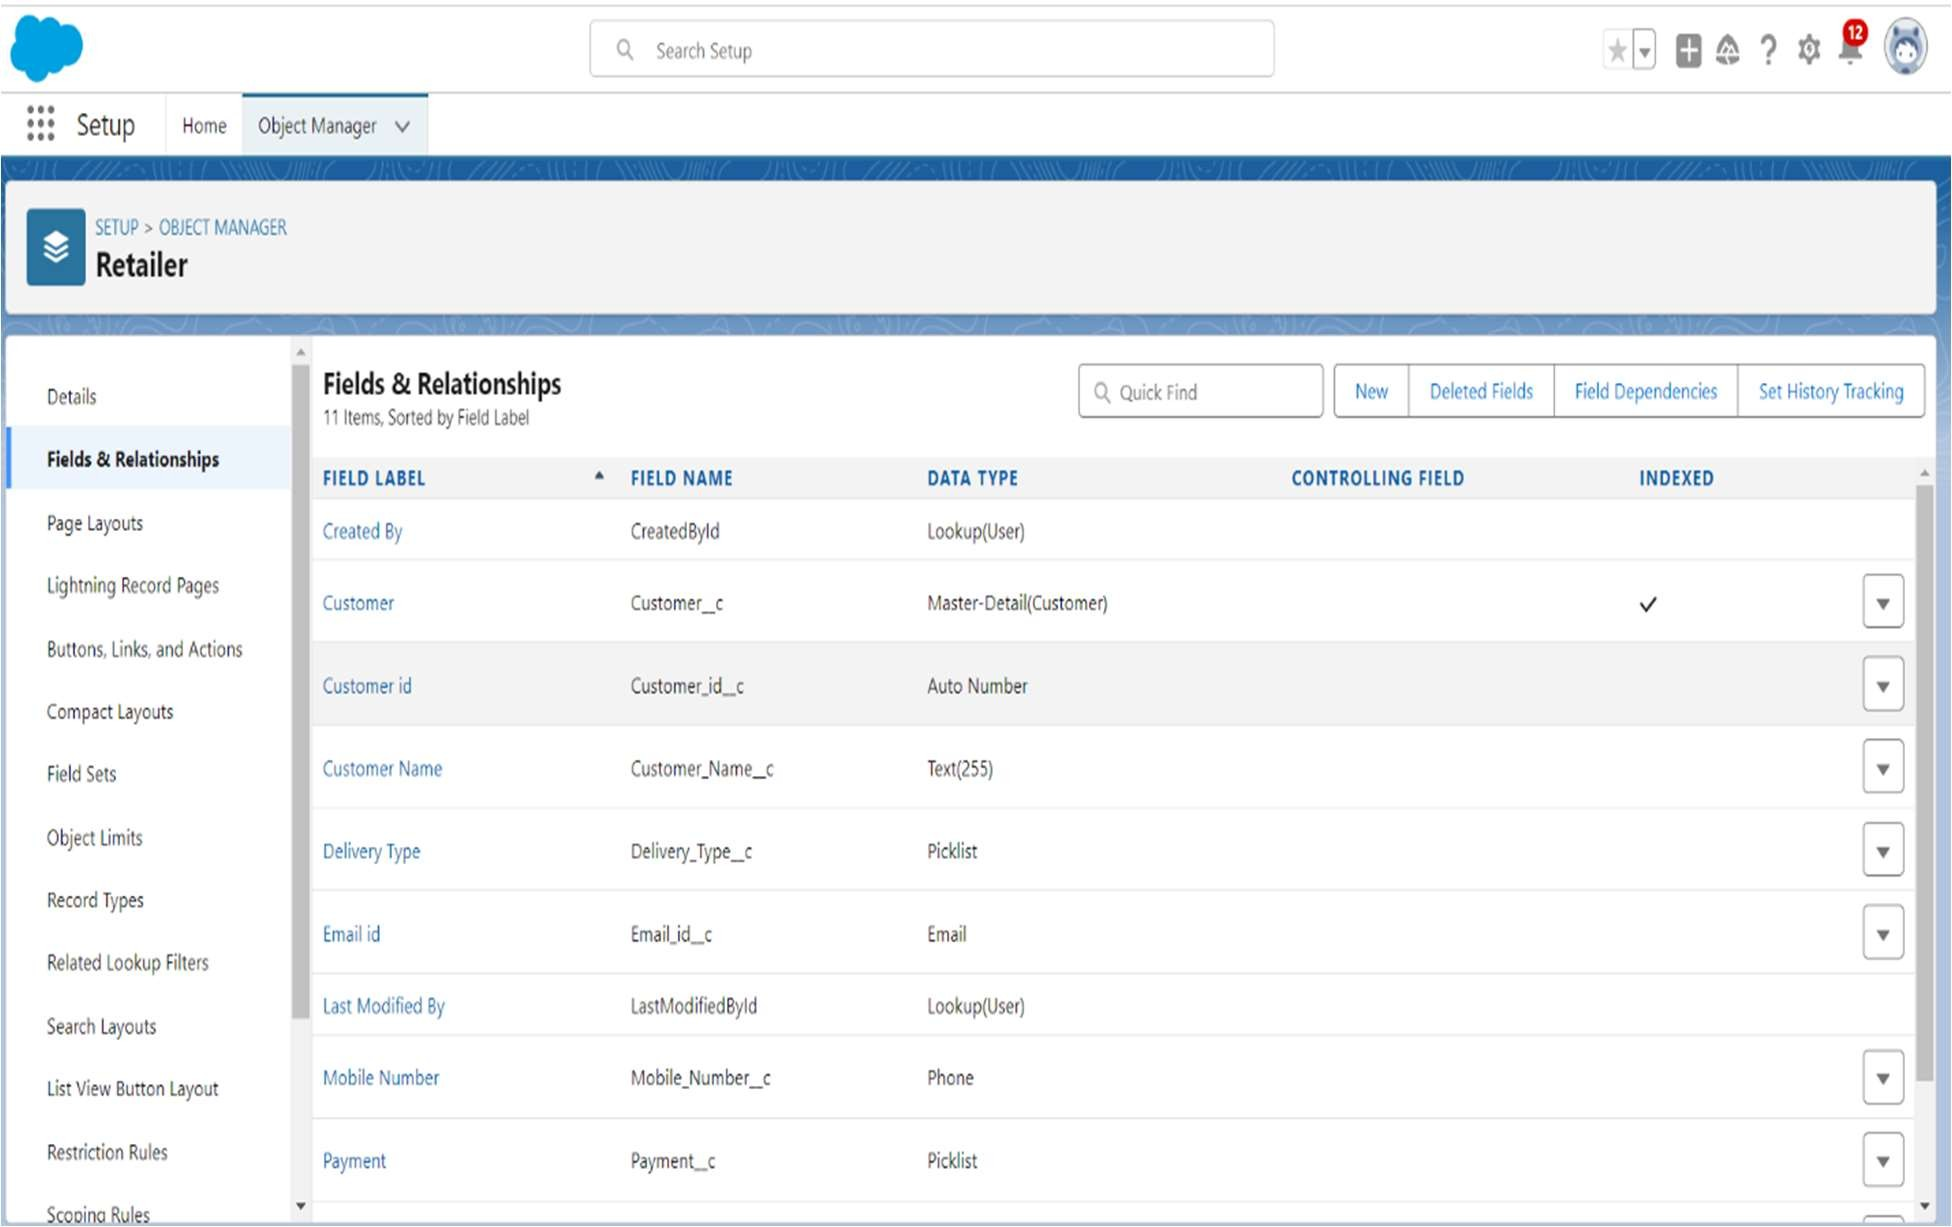 Search Setup
12
Setup
Home
Object Manager
SETUP > OBJECT MANAGER
Retailer
Details
Fields & Relationships
Page Layouts
Lightning Record Pages
Buttons, Links, and Actions
Compact Layouts
Field Sets
Object Limits
Record Types
Related Lookup Filters
Search Layouts
List View Button Layout
Restriction Rules
Scoping Rules
Fields & Relationships
11 Items, Sorted by Field Label
Quick Find
New
Deleted Fields
Field Dependencies
Set History Tracking
FIELD LABEL FIELD NAME DATA TYPE CONTROLLING FIELD INDEXED
Created By CreatedById Lookup(User)
Customer Customer__c Master-Detail(Customer)
Customer id Customer_id__c Auto Number
Customer Name Customer_Name__c Text(255)
Delivery Type Delivery_Type__c Picklist
Email id Email_id__c Email
Last Modified By LastModifiedById Lookup(User)
Mobile Number Mobile_Number__c Phone
Payment Payment__c Picklist